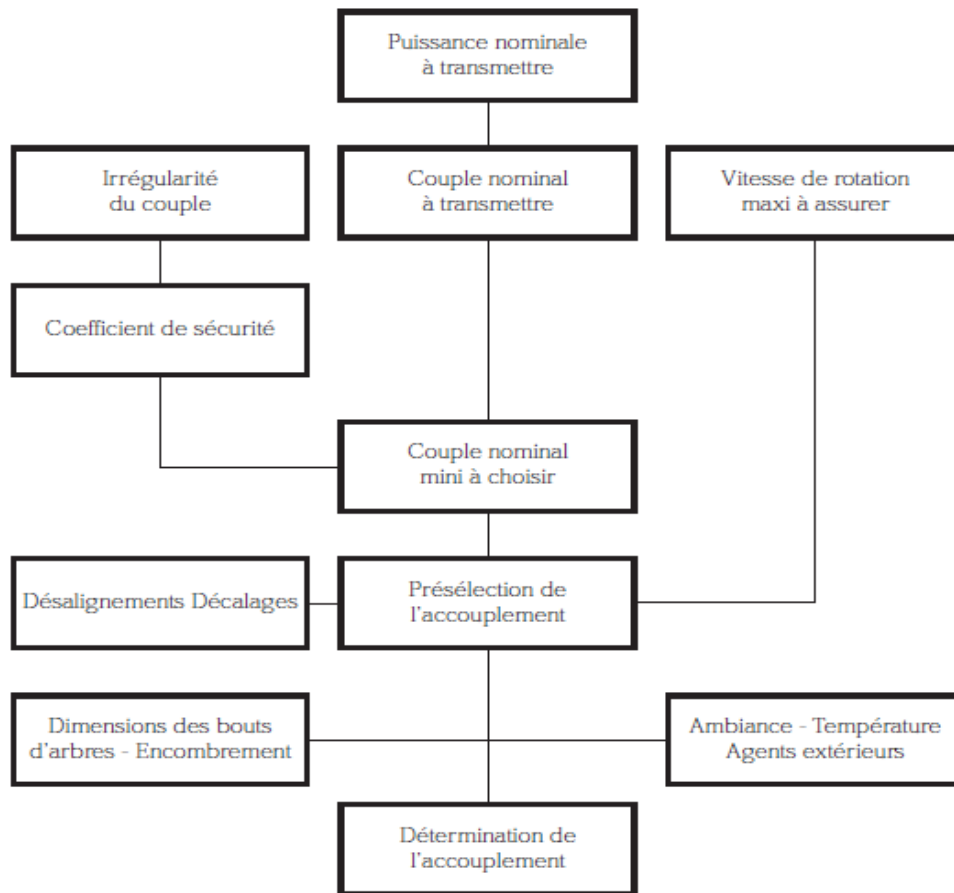 Puissance nominale
à transmettre
Irrégularité
du couple
Couple nominal
à transmettre
Vitesse de rotation
maxi à assurer
Coefficient de sécurité
Couple nominal
mini à choisir
Désalignements Décalages
Présélection de
l'accouplement
Dimensions des bouts
d'arbres - Encombrement
Ambiance - Température
Agents extérieurs
Détermination de
l'accouplement